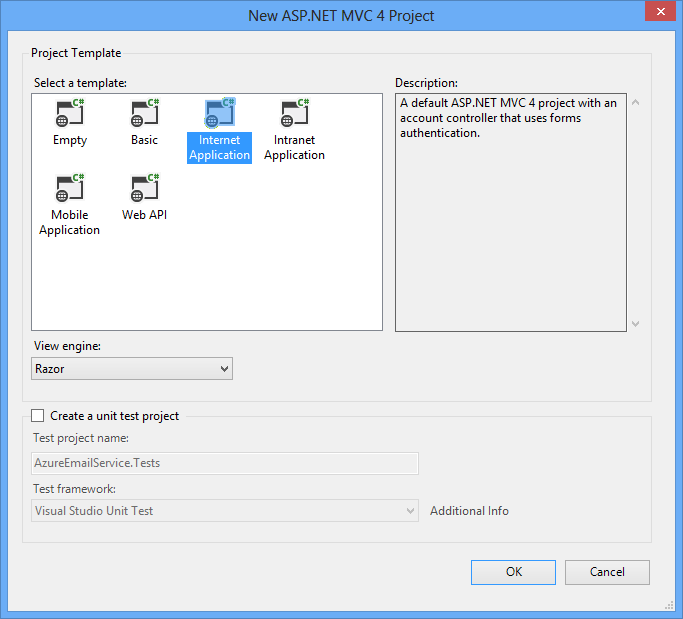 New ASP.NET MVC 4 Project
Project Template
Select a template:
C# C# C# C#
Empty Basic Internet Application Intranet Application
C# C#
Mobile Application Web API
Description:
A default ASP.NET MVC 4 project with an
account controller that uses forms
authentication.
View engine:
Razor
Create a unit test project
Test project name:
AzureEmailService.Tests
Test framework:
Visual Studio Unit Test
Additional Info
OK
Cancel